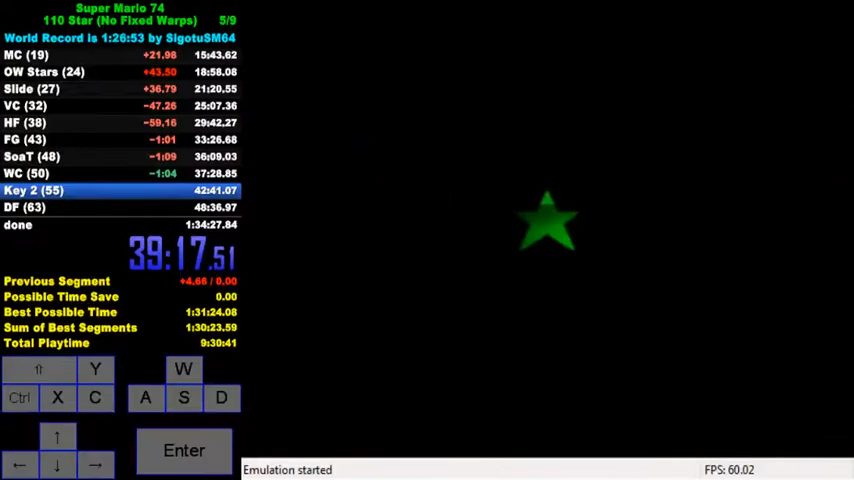 Super Mario 74
110 Star (No Fixed Warps) 5/9
World Record is 1:26:53 by SigotuSM64
MC (19) +21.98 15:43.62
OW Stars (24) +43.50 18:58.08
Slide (27) +36.79 21:20.55
VC (32) −47.26 25:07.36
HF (38) −59.16 29:42.27
FG (43) −1:01 33:26.68
SoaT (48) −1:09 36:09.03
WC (50) −1:04 37:28.85
Key 2 (55) 42:41.07
DF (63) 48:36.97
done 1:34:27.84
39:17.51
Previous Segment +4.66 / 0.00
Possible Time Save 0.00
Best Possible Time 1:31:24.08
Sum of Best Segments 1:30:23.59
Total Playtime 9:30:41
⇧ Y W
Ctrl X C A S D
↑
← ↓ → Enter
Emulation started FPS: 60.02